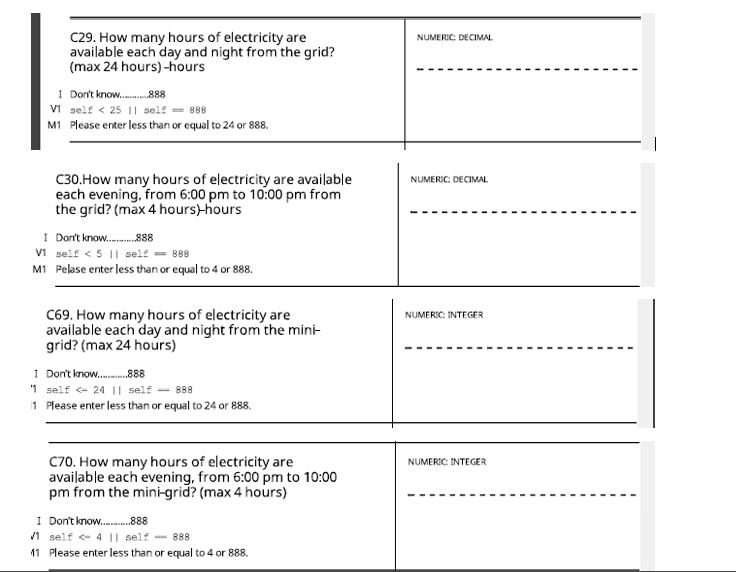 C29. How many hours of electricity are
available each day and night from the grid?
(max 24 hours) -hours
NUMERIC: DECIMAL
I Don't know............888
V1 self < 25 || self == 888
M1 Please enter less than or equal to 24 or 888.
C30.How many hours of electricity are available
each evening, from 6:00 pm to 10:00 pm from
the grid? (max 4 hours)-hours
NUMERIC: DECIMAL
I Don't know............888
V1 self < 5 || self == 888
M1 Pelase enter less than or equal to 4 or 888.
C69. How many hours of electricity are
available each day and night from the mini-
grid? (max 24 hours)
NUMERIC: INTEGER
I Don't know............888
1 self <= 24 || self == 888
1 Please enter less than or equal to 24 or 888.
C70. How many hours of electricity are
available each evening, from 6:00 pm to 10:00
pm from the mini-grid? (max 4 hours)
NUMERIC: INTEGER
I Don't know............888
V1 self <= 4 || self == 888
M1 Please enter less than or equal to 4 or 888.